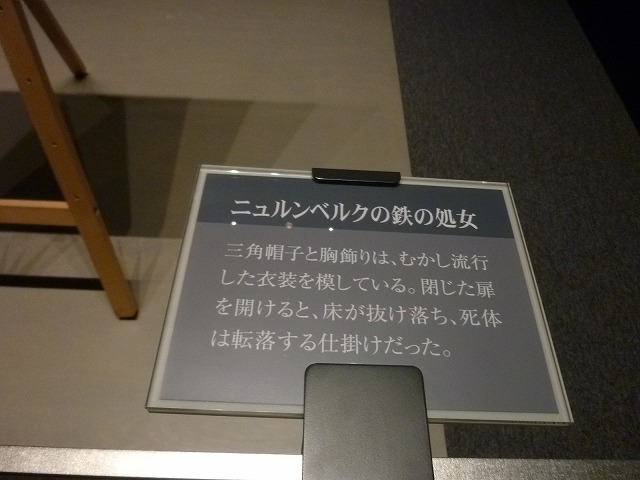 ニュルンベルクの鉄の処女
三角帽子と胸飾りは、むかし流行
した衣装を模している。閉じた扉
を開けると、床が抜け落ち、死体
は転落する仕掛けだった。